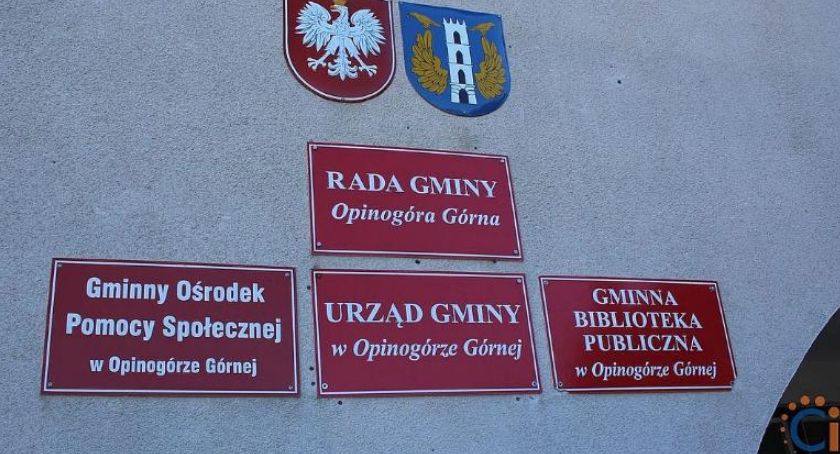 RADA GMINY
Opinogóra Górna
Gminny Ośrodek
Pomocy Społecznej
w Opinogórze Górnej
URZĄD GMINY
w Opinogórze Górnej
GMINNA
BIBLIOTEKA
PUBLICZNA
w Opinogórze Górnej
Ci